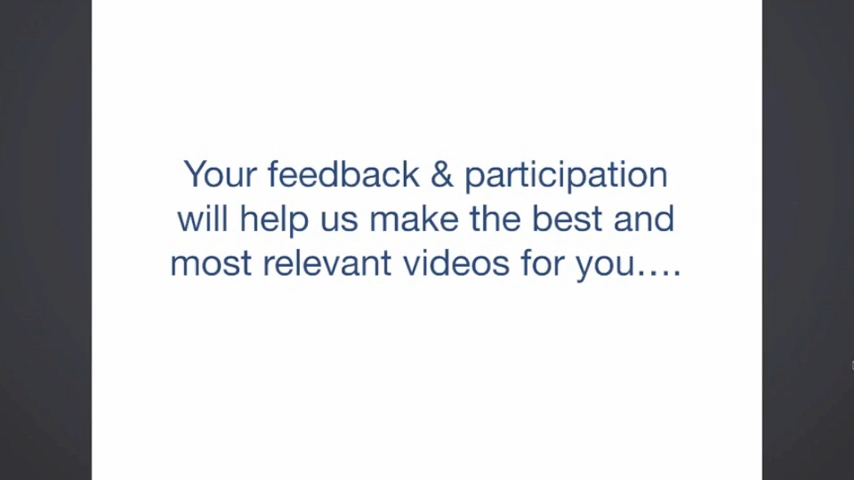 Your feedback & participation
will help us make the best and
most relevant videos for you....